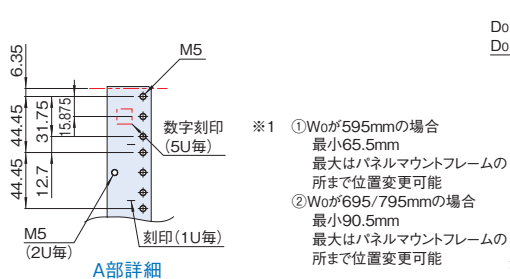 D0
D0
6.35
44.45
31.75
15.875
44.45
12.7
M5
数字刻印
(5U毎)
M5
(2U毎)
刻印(1U毎)
A部詳細
※1 ①W0が595mmの場合
最小65.5mm
最大はパネルマウントフレームの
所まで位置変更可能
②W0が695/795mmの場合
最小90.5mm
最大はパネルマウントフレームの
所まで位置変更可能